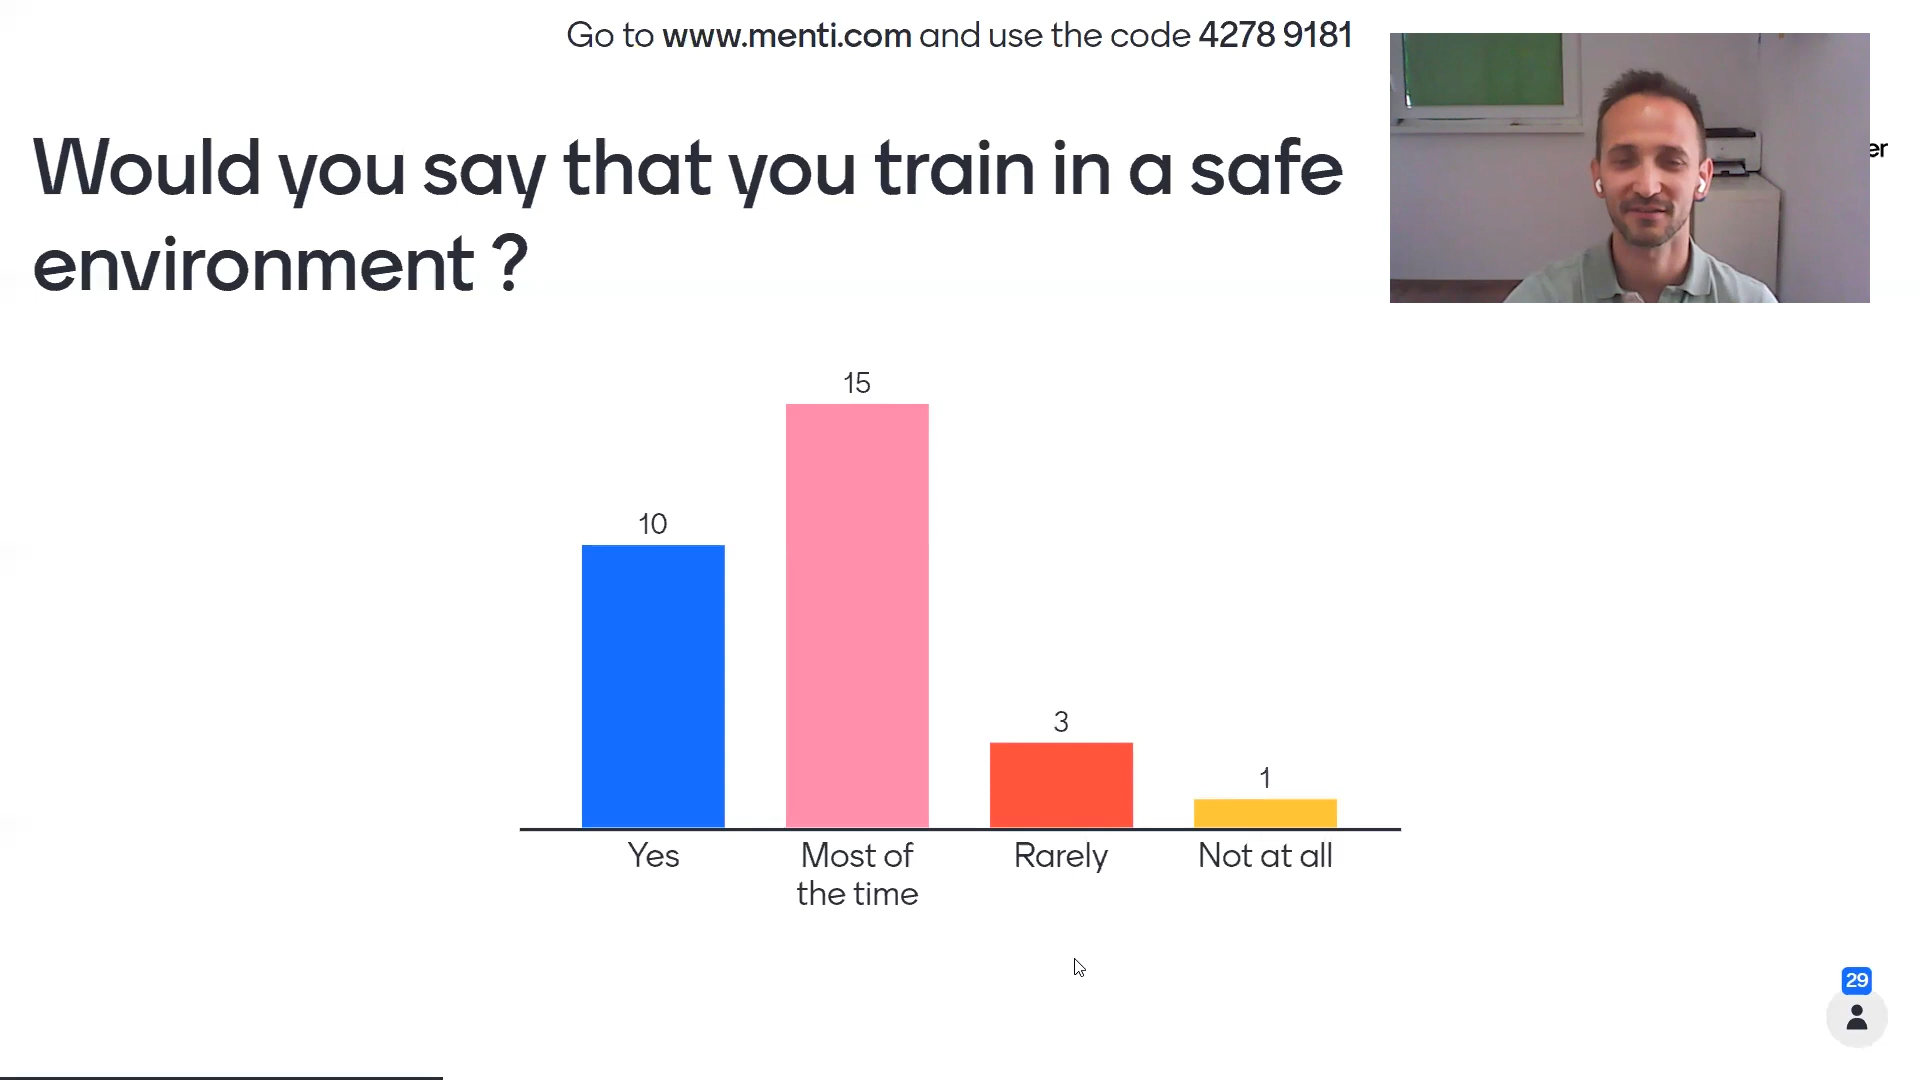 Go to www.menti.com and use the code 4278 9181
Would you say that you train in a safe
environment ?
er
15
10
3
1
Yes
Most of
the time
Rarely
Not at all
29